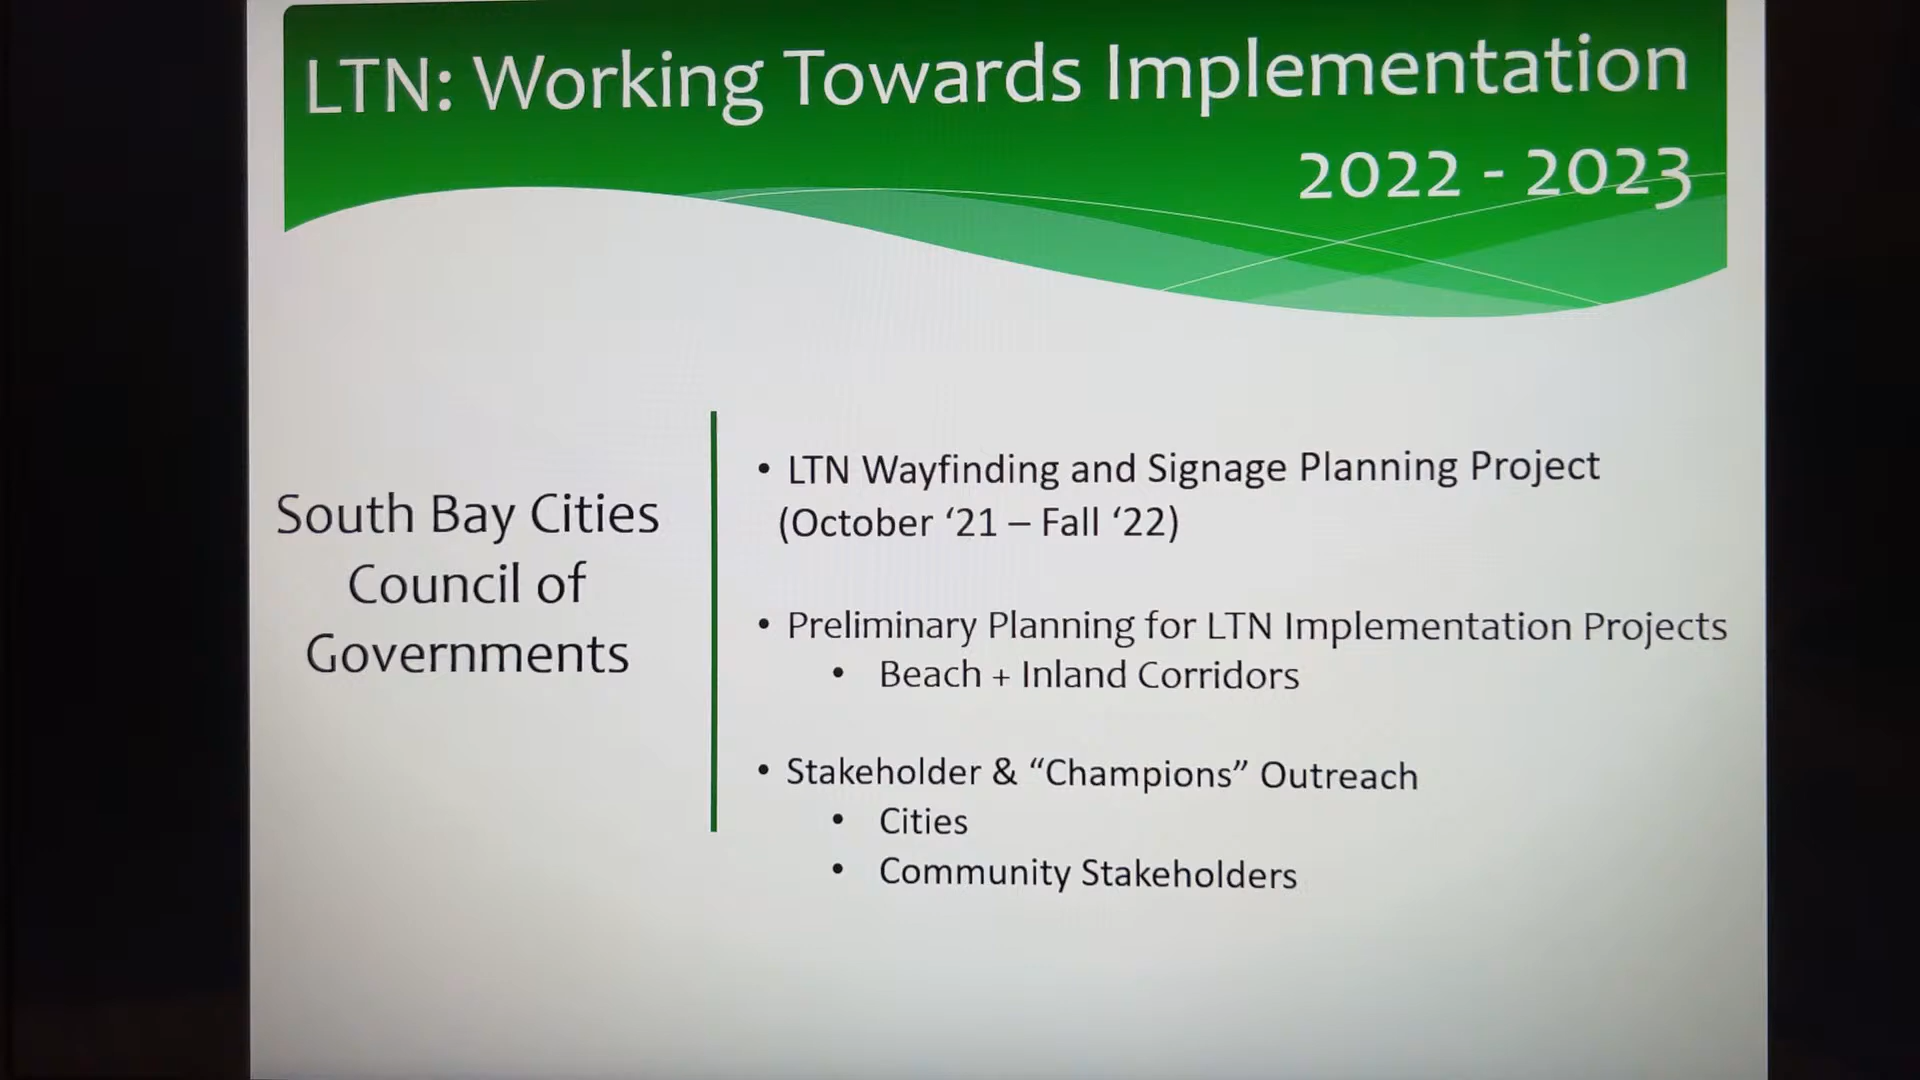 LTN: Working Towards Implementation
2022 - 2023
South Bay Cities
Council of
Governments
• LTN Wayfinding and Signage Planning Project
(October ‘21 – Fall ‘22)
• Preliminary Planning for LTN Implementation Projects
• Beach + Inland Corridors
• Stakeholder & “Champions” Outreach
• Cities
• Community Stakeholders